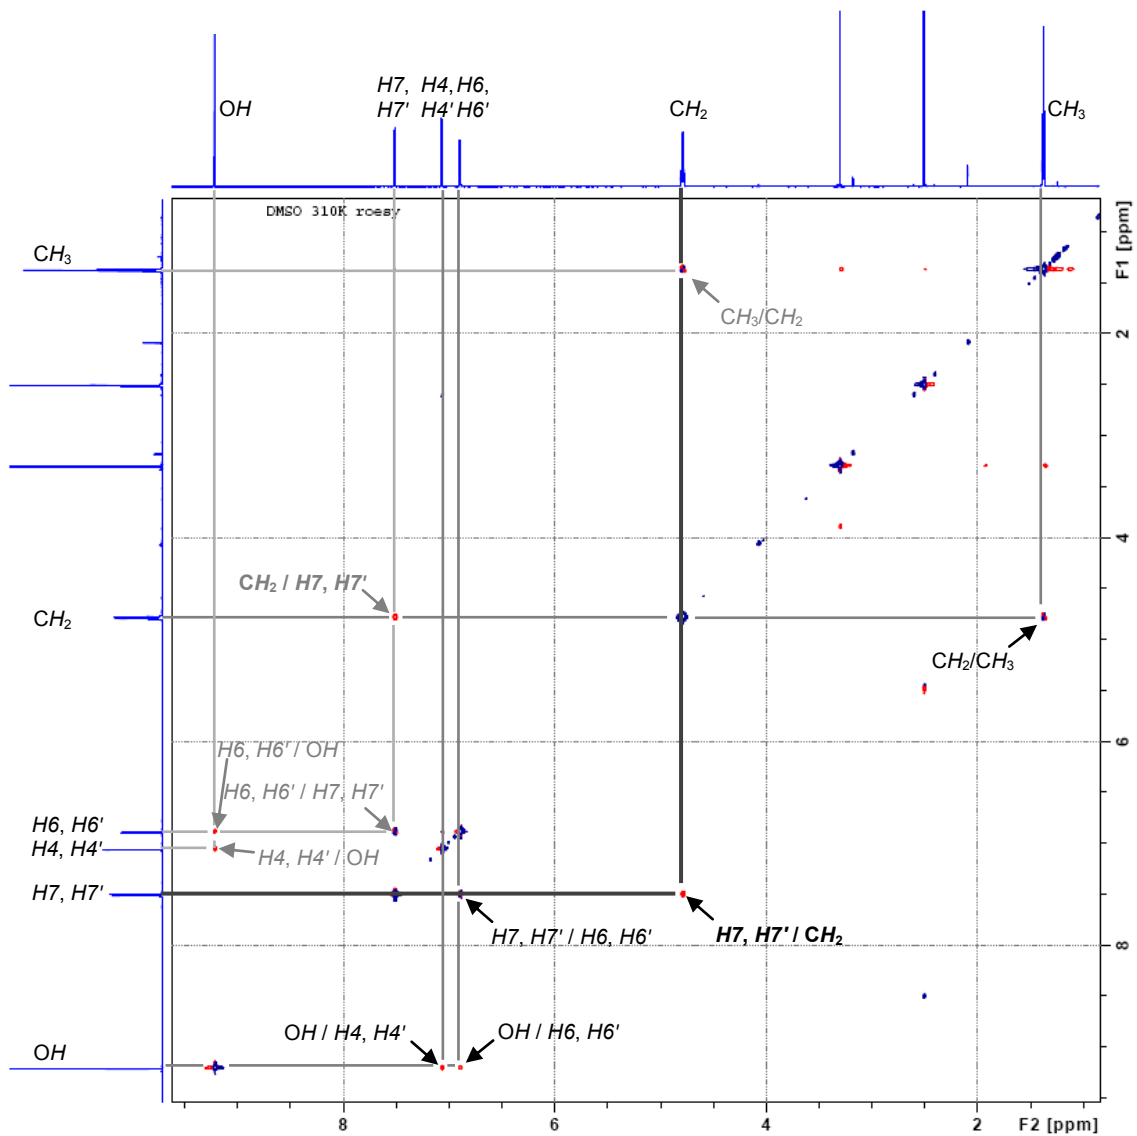 H7, H4, H6,
OH H7' H4' H6' CH₂ CH₃
DMSO 310K roesy
CH₃
CH₃/CH₂
F1 [ppm]
2
4
CH₂ / H7, H7'
CH₂
CH₂/CH₃
6
H6, H6' / OH
H6, H6' / H7, H7'
H6, H6'
H4, H4'
H4, H4' / OH
H7, H7'
H7, H7' / H6, H6'
H7, H7' / CH₂
8
OH / H4, H4'
OH / H6, H6'
OH
8 6 4 2 F2 [ppm]